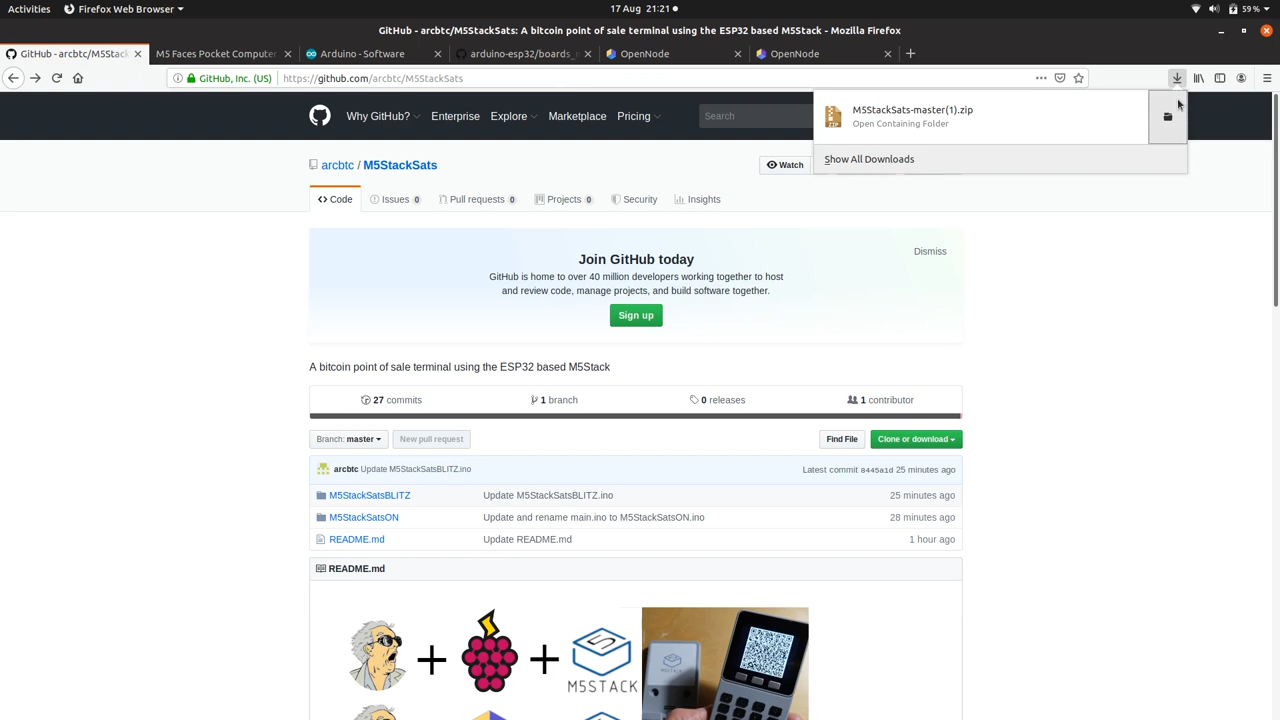 Activities
Firefox Web Browser
17 Aug 21:21
59 %
GitHub - arcbtc/M5StackSats: A bitcoin point of sale terminal using the ESP32 based M5Stack - Mozilla Firefox
GitHub - arcbtc/M5Stack
M5 Faces Pocket Computer
Arduino - Software
arduino-esp32/boards_
OpenNode
OpenNode
GitHub, Inc. (US)
https://github.com/arcbtc/M5StackSats
Why GitHub?
Enterprise
Explore
Marketplace
Pricing
Search
M5StackSats-master(1).zip
Open Containing Folder
ZIP
Show All Downloads
arcbtc / M5StackSats
Watch
Code
Issues 0
Pull requests 0
Projects 0
Security
Insights
Join GitHub today
Dismiss
GitHub is home to over 40 million developers working together to host
and review code, manage projects, and build software together.
Sign up
A bitcoin point of sale terminal using the ESP32 based M5Stack
27 commits
1 branch
0 releases
1 contributor
Branch: master
New pull request
Find File
Clone or download
arcbtc Update M5StackSatsBLITZ.ino
Latest commit 8445a1d 25 minutes ago
M5StackSatsBLITZ
Update M5StackSatsBLITZ.ino
25 minutes ago
M5StackSatsON
Update and rename main.ino to M5StackSatsON.ino
28 minutes ago
README.md
Update README.md
1 hour ago
README.md
+ +
5
M5STACK